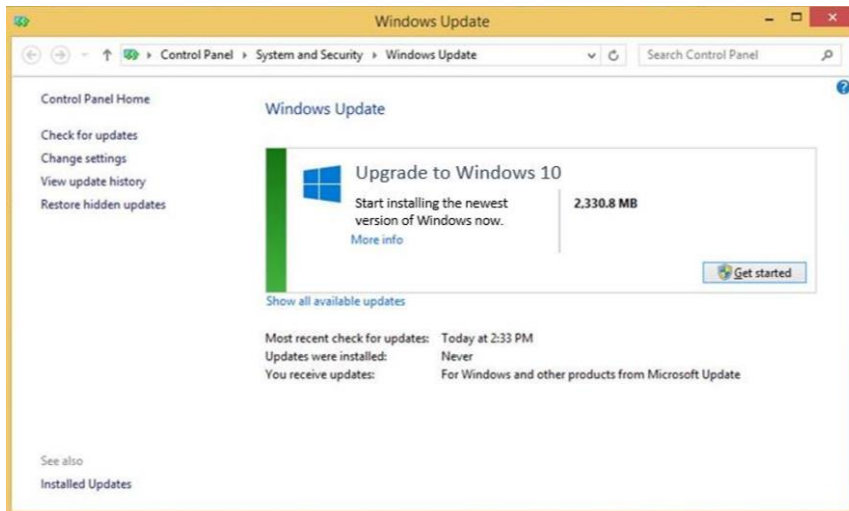 Windows Update
Control Panel System and Security Windows Update
Search Control Panel
Control Panel Home
Check for updates
Change settings
View update history
Restore hidden updates
Windows Update
Upgrade to Windows 10
Start installing the newest
version of Windows now.
2,330.8 MB
More info
Get started
Show all available updates
Most recent check for updates: Today at 2:33 PM
Updates were installed: Never
You receive updates: For Windows and other products from Microsoft Update
See also
Installed Updates